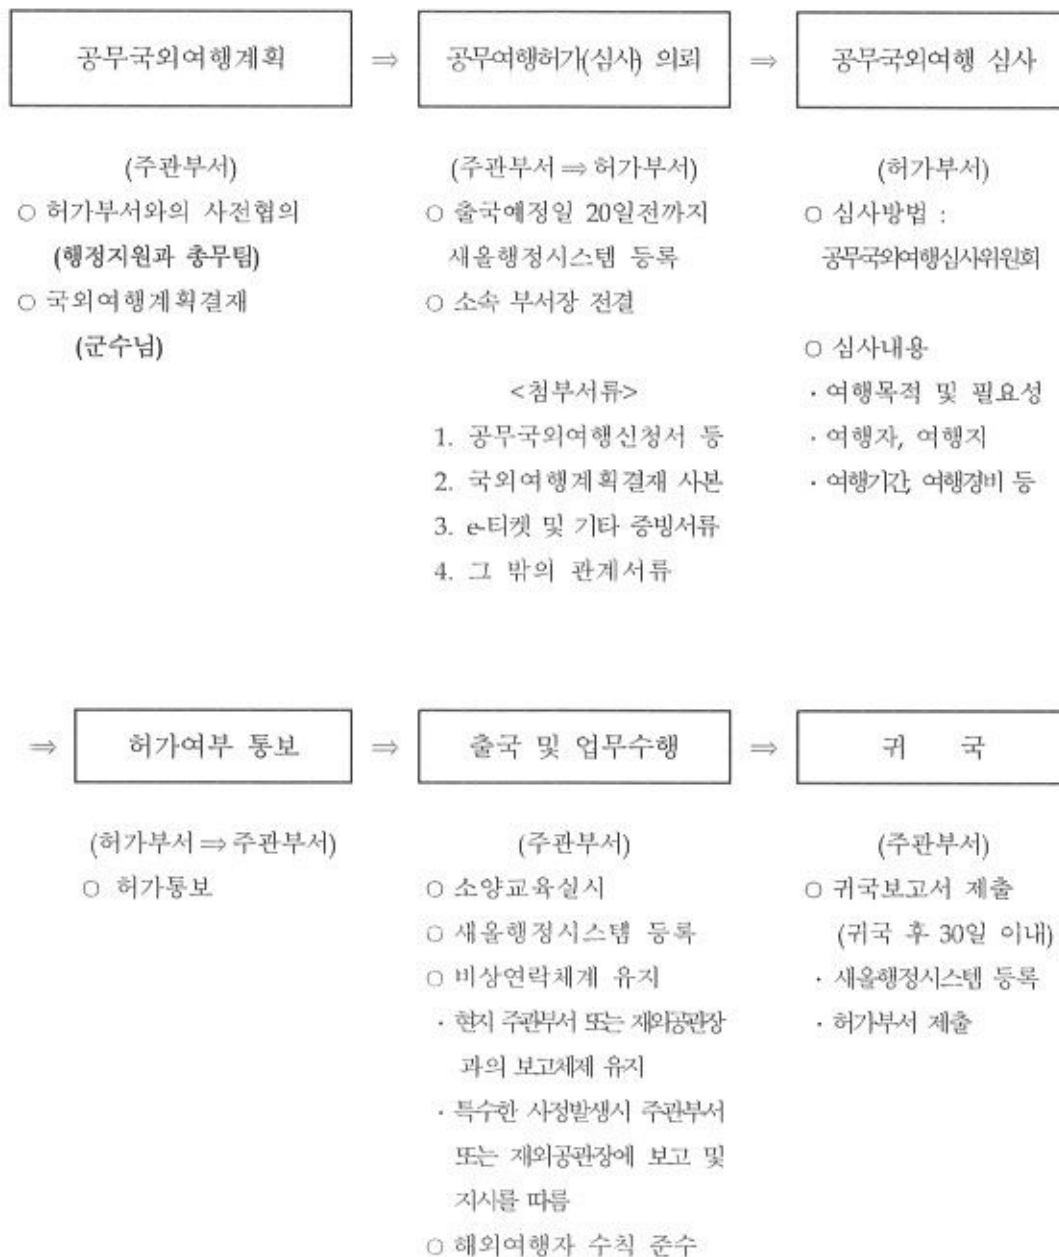 공무국외여행계획 ⇒ 공무여행허가(심사) 의뢰 ⇒ 공무국외여행 심사
(주관부서)
○ 허가부서와의 사전협의
(행정지원과 총무팀)
○ 국외여행계획결재
(군수님)
(주관부서 ⇒ 허가부서)
○ 출국예정일 20일전까지
새올행정시스템 등록
○ 소속 부서장 전결
<첨부서류>
1. 공무국외여행신청서 등
2. 국외여행계획결재 사본
3. e-티켓 및 기타 증빙서류
4. 그 밖의 관계서류
(허가부서)
○ 심사방법 :
공무국외여행심사위원회
○ 심사내용
· 여행목적 및 필요성
· 여행자, 여행지
· 여행기간, 여행경비 등
⇒ 허가여부 통보 ⇒ 출국 및 업무수행 ⇒ 귀 국
(허가부서 ⇒ 주관부서)
○ 허가통보
(주관부서)
○ 소양교육실시
○ 새올행정시스템 등록
○ 비상연락체계 유지
· 현지 주관부서 또는 재외공관장
과의 보고체제 유지
· 특수한 사정발생시 주관부서
또는 재외공관장에 보고 및
지시를 따름
○ 해외여행자 수칙 준수
(주관부서)
○ 귀국보고서 제출
(귀국 후 30일 이내)
· 새올행정시스템 등록
· 허가부서 제출